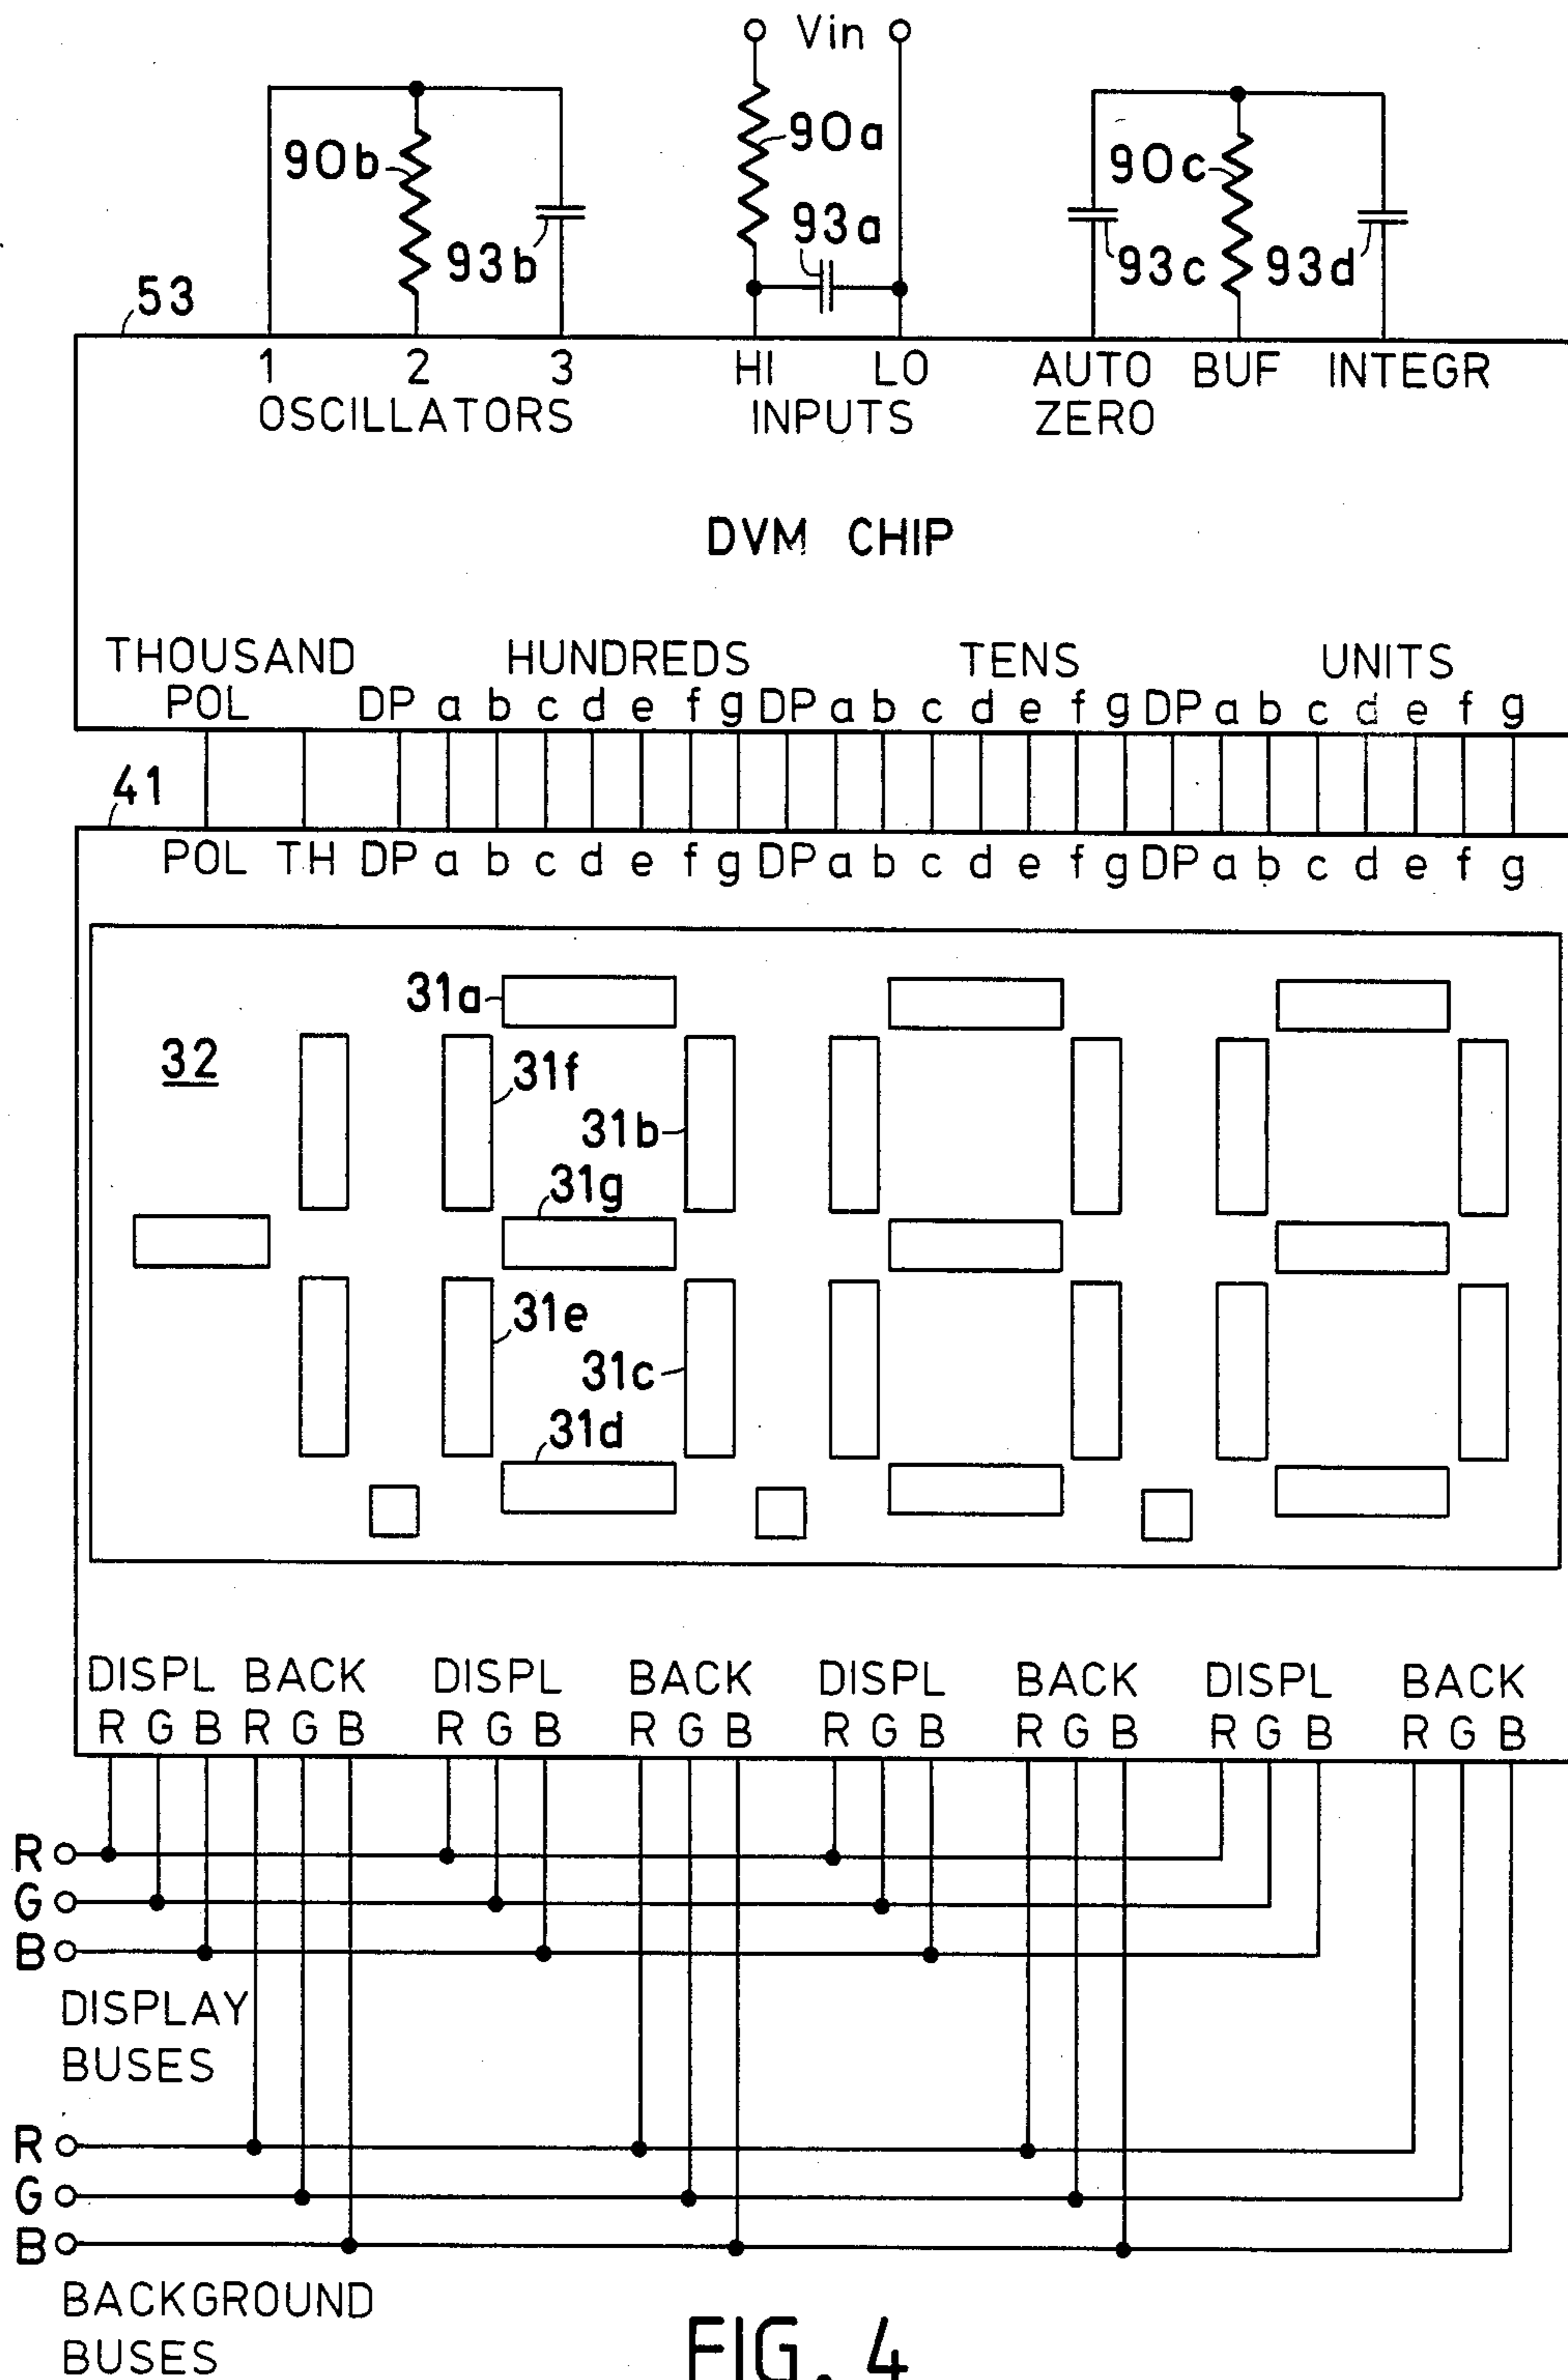 Vin
90b 90a 90c
93b 93a 93c 93d
53
1 2 3 HI LO AUTO BUF INTEGR
OSCILLATORS INPUTS ZERO
DVM CHIP
THOUSAND HUNDREDS TENS UNITS
POL DP a b c d e f g DP a b c d e f g DP a b c d e f g
41
POL TH DP a b c d e f g DP a b c d e f g DP a b c d e f g
31a
32 31f
31b
31g
31e
31c
31d
DISPL BACK DISPL BACK DISPL BACK DISPL BACK
R G B R G B R G B R G B R G B R G B R G B R G B
R
G
B
DISPLAY
BUSES
R
G
B
BACKGROUND
BUSES
FIG. 4